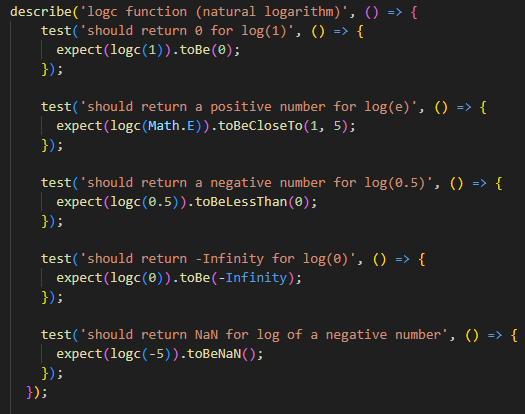 describe('logc function (natural logarithm)', () => {
test('should return 0 for log(1)', () => {
expect(logc(1)).toBe(0);
});
test('should return a positive number for log(e)', () => {
expect(logc(Math.E)).toBeCloseTo(1, 5);
});
test('should return a negative number for log(0.5)', () => {
expect(logc(0.5)).toBeLessThan(0);
});
test('should return -Infinity for log(0)', () => {
expect(logc(0)).toBe(-Infinity);
});
test('should return NaN for log of a negative number', () => {
expect(logc(-5)).toBeNaN();
});
});